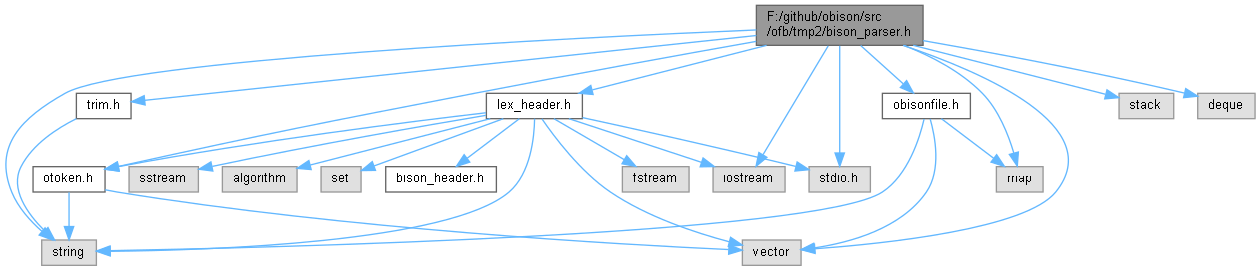 F:/github/obison/src
/ofb/tmp2/bison_parser.h
trim.h
lex_header.h
obisonfile.h
stack
deque
otoken.h
sstream
algorithm
set
bison_header.h
fstream
iostream
stdio.h
map
string
vector